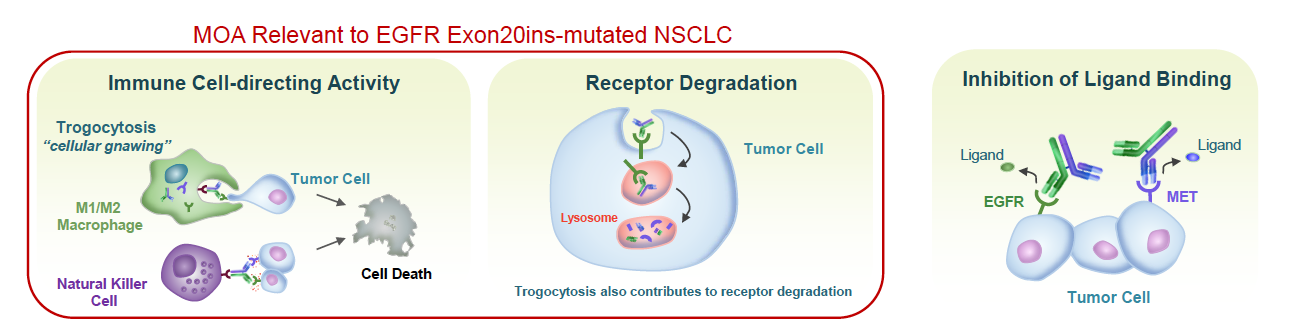 MOA Relevant to EGFR Exon20ins-mutated NSCLC
Immune Cell-directing Activity
Trogocytosis
“cellular gnawing”
Tumor Cell
M1/M2
Macrophage
Natural Killer
Cell
Cell Death
Receptor Degradation
Tumor Cell
Lysosome
Trogocytosis also contributes to receptor degradation
Inhibition of Ligand Binding
Ligand
Ligand
EGFR
MET
Tumor Cell